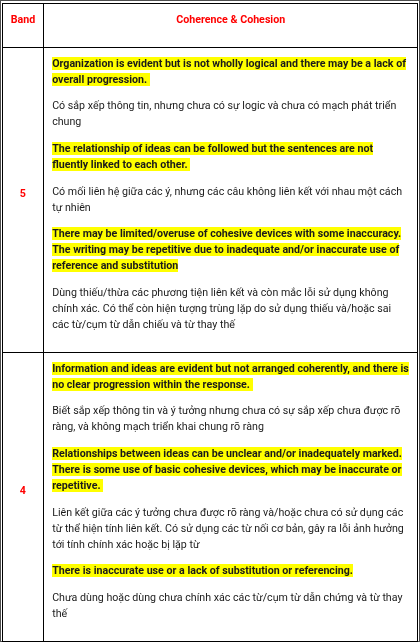 Band
Coherence & Cohesion
5
Organization is evident but is not wholly logical and there may be a lack of
overall progression.
Có sắp xếp thông tin, nhưng chưa có sự logic và chưa có mạch phát triển
chung
The relationship of ideas can be followed but the sentences are not
fluently linked to each other.
Có mối liên hệ giữa các ý, nhưng các câu không liên kết với nhau một cách
tự nhiên
There may be limited/overuse of cohesive devices with some inaccuracy.
The writing may be repetitive due to inadequate and/or inaccurate use of
reference and substitution
Dùng thiếu/thừa các phương tiện liên kết và còn mắc lỗi sử dụng không
chính xác. Có thể còn hiện tượng trùng lặp do sử dụng thiếu và/hoặc sai
các từ/cụm từ dẫn chiếu và từ thay thế
4
Information and ideas are evident but not arranged coherently, and there is
no clear progression within the response.
Biết sắp xếp thông tin và ý tưởng nhưng chưa có sự sắp xếp chưa được rõ
ràng, và không mạch triển khai chung rõ ràng
Relationships between ideas can be unclear and/or inadequately marked.
There is some use of basic cohesive devices, which may be inaccurate or
repetitive.
Liên kết giữa các ý tưởng chưa được rõ ràng và/hoặc chưa có sử dụng các
từ thể hiện tính liên kết. Có sử dụng các từ nối cơ bản, gây ra lỗi ảnh hưởng
tới tính chính xác hoặc bị lặp từ
There is inaccurate use or a lack of substitution or referencing.
Chưa dùng hoặc dùng chưa chính xác các từ/cụm từ dẫn chứng và từ thay
thế